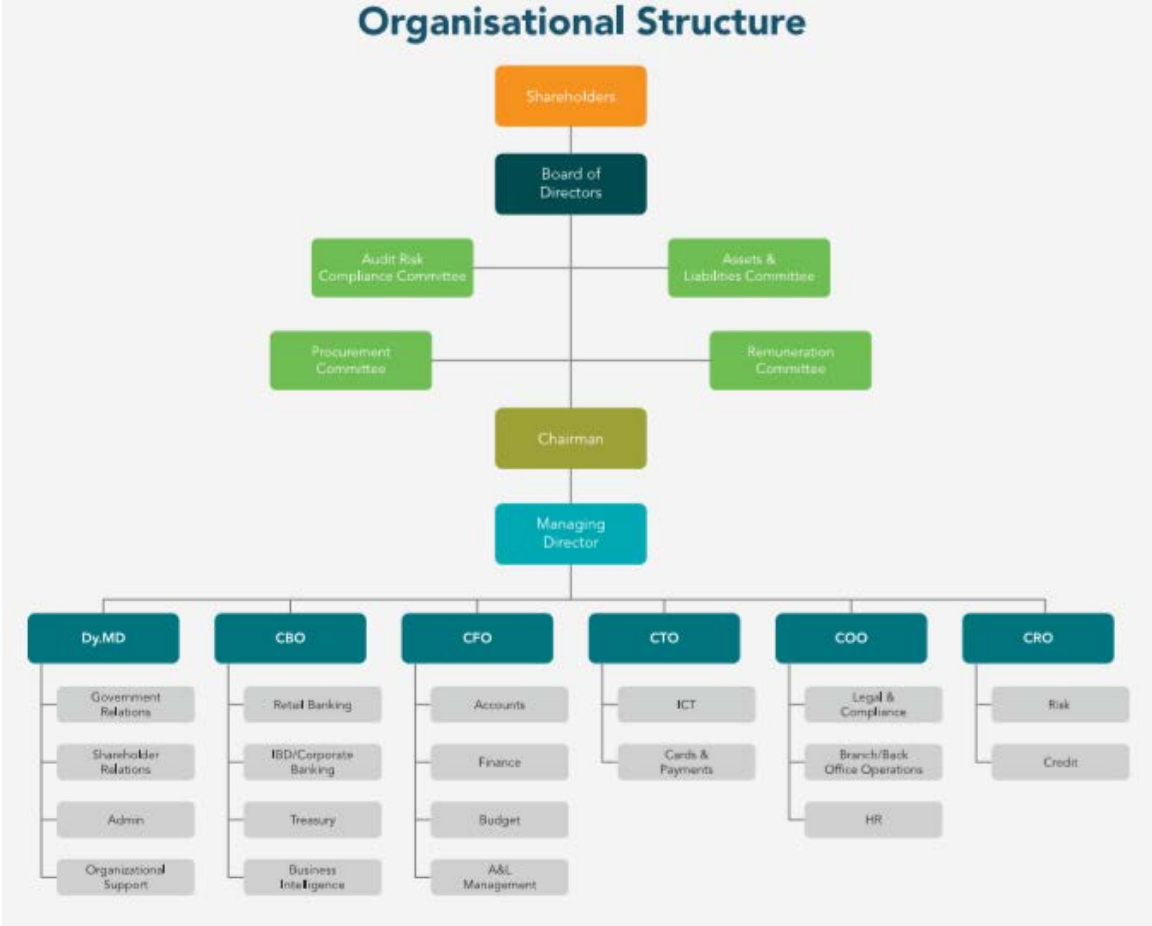 Organisational Structure
Shareholders
Board of
Directors
Audit Risk
Compliance Committee
Assets &
Liabilities Committee
Procurement
Committee
Remuneration
Committee
Chairman
Managing
Director
Dy.MD
CBO
CFO
CTO
COO
CRO
Government
Relations
Retail Banking
Accounts
ICT
Legal &
Compliance
Risk
Shareholder
Relations
IBD/Corporate
Banking
Finance
Cards &
Payments
Branch/Back
Office Operations
Credit
Admin
Treasury
Budget
HR
Organizational
Support
Business
Intelligence
A&L
Management